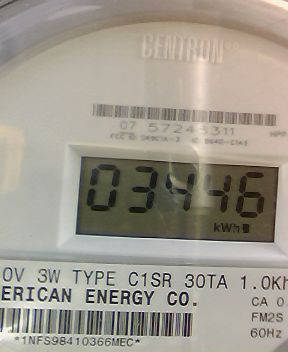 CENTRON
07 57243311
03446
kWh
0V 3W TYPE C1SR 30TA 1.0Kh
ERICAN ENERGY CO.
CA 0
FM2S
60Hz
*1NFS98410366MEC*